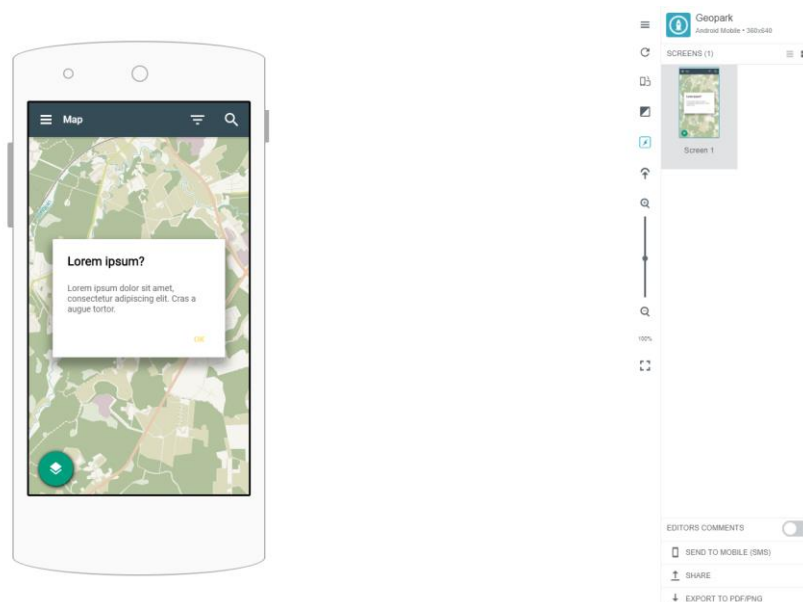 Map
Lorem ipsum?
Lorem ipsum dolor sit amet,
consectetur adipiscing elit. Cras a
augue tortor.
OK
100%
Geopark
Android Mobile • 360x640
SCREENS (1)
Screen 1
EDITORS COMMENTS
SEND TO MOBILE (SMS)
SHARE
EXPORT TO PDF/PNG